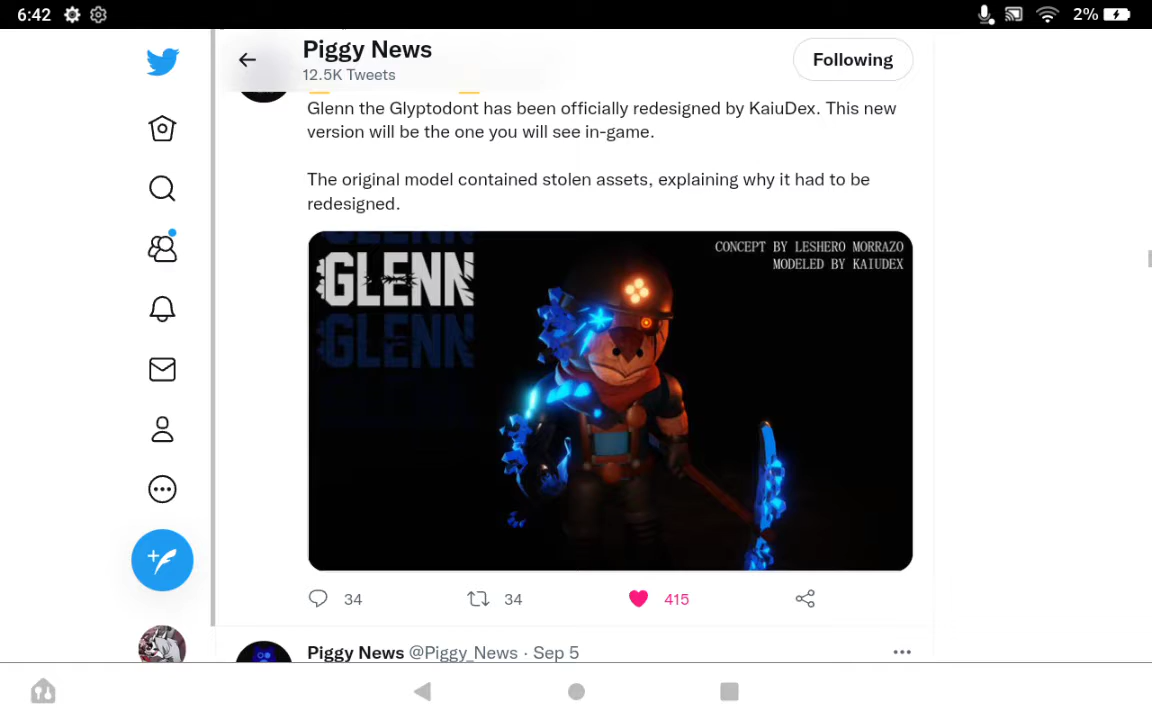 6:42
2%
Piggy News
12.5K Tweets
Following
Glenn the Glyptodont has been officially redesigned by KaiuDex. This new
version will be the one you will see in-game.
The original model contained stolen assets, explaining why it had to be
redesigned.
GLENN
GLENN
CONCEPT BY LESHERO MORRAZO
MODELED BY KAIUDEX
34
34
415
Piggy News @Piggy_News · Sep 5